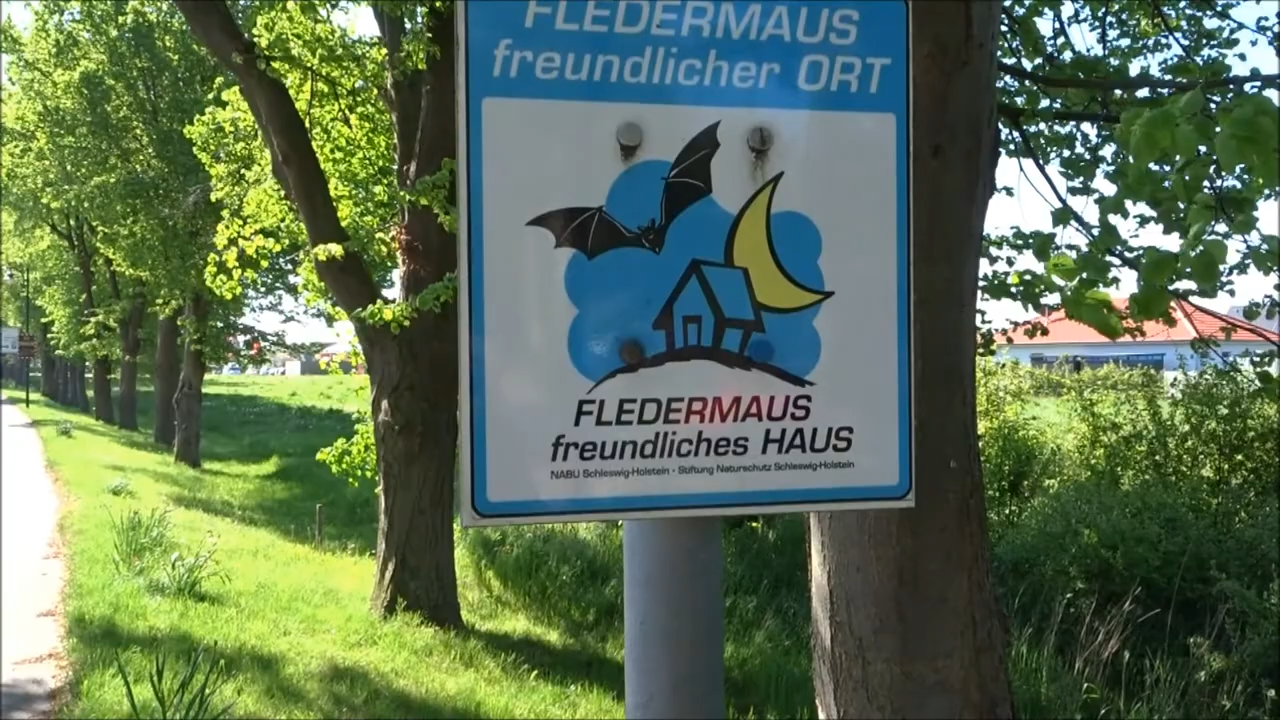 FLEDERMAUS
freundlicher ORT
FLEDERMAUS
freundliches HAUS
NABU Schleswig-Holstein • Stiftung Naturschutz Schleswig-Holstein